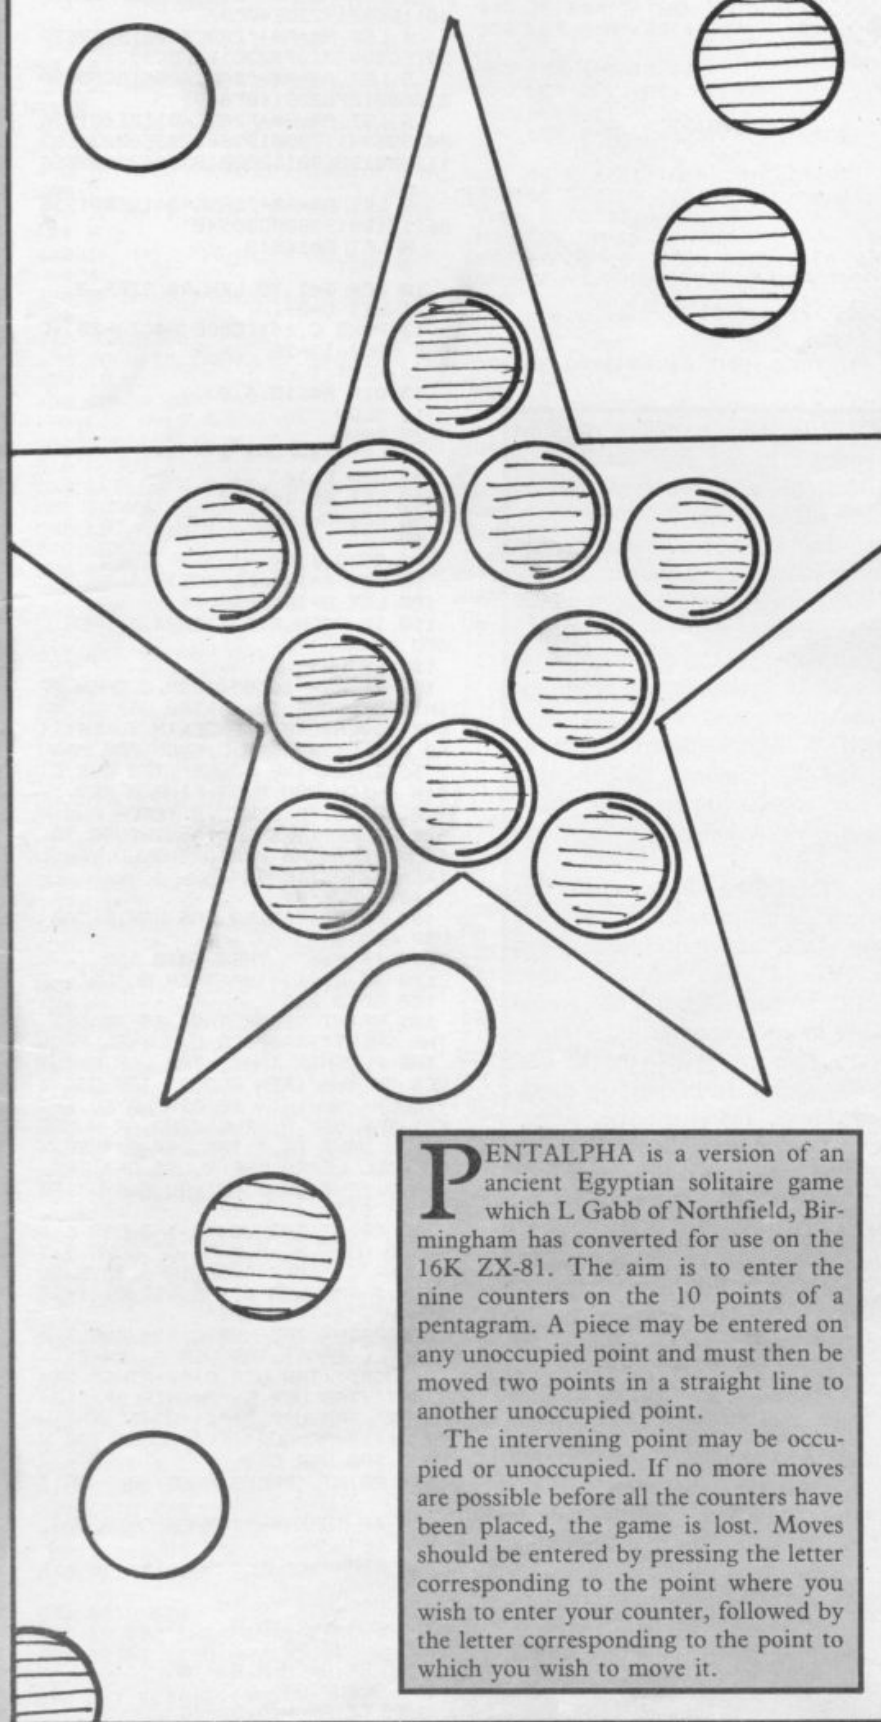 PENTALPHA is a version of an
ancient Egyptian solitaire game
which L Gabb of Northfield, Bir-
mingham has converted for use on the
16K ZX-81. The aim is to enter the
nine counters on the 10 points of a
pentagram. A piece may be entered on
any unoccupied point and must then be
moved two points in a straight line to
another unoccupied point.
The intervening point may be occu-
pied or unoccupied. If no more moves
are possible before all the counters have
been placed, the game is lost. Moves
should be entered by pressing the letter
corresponding to the point where you
wish to enter your counter, followed by
the letter corresponding to the point to
which you wish to move it.